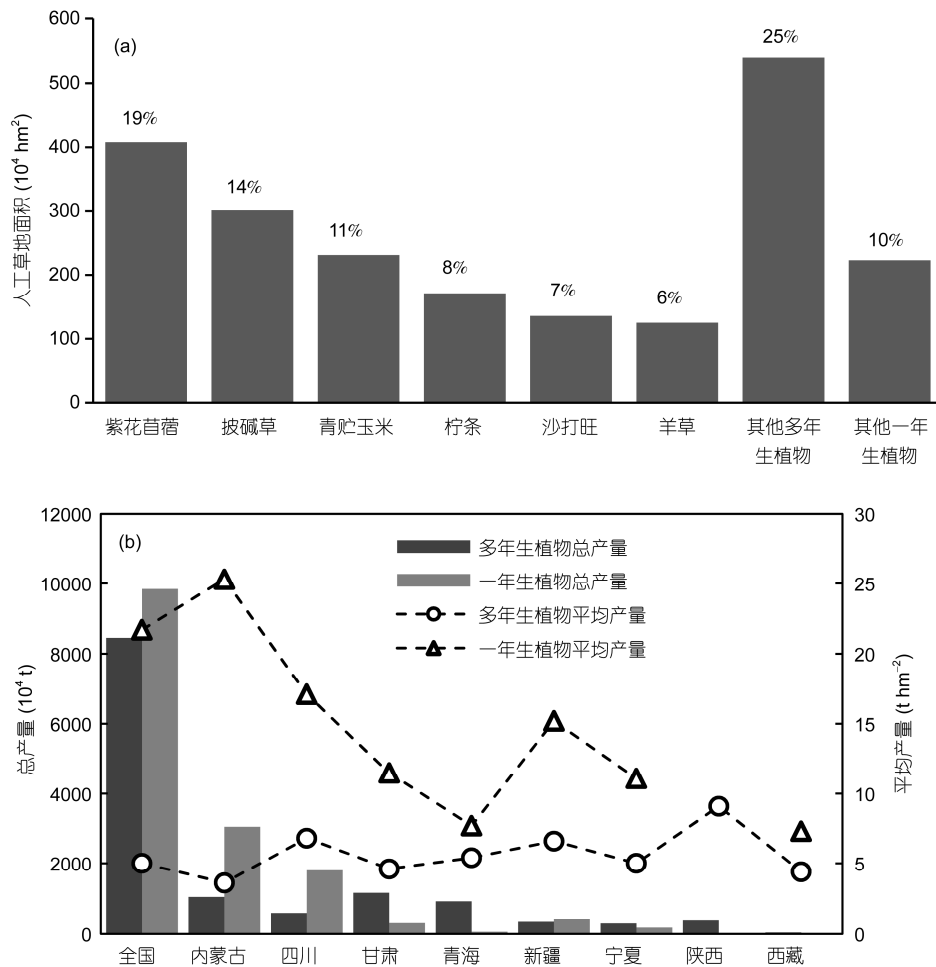 600
(a)
25%
500
19%
400
14%
300
11%
10%
8%
200
7%
6%
100
0
人工草地面积 (10⁴ hm²)
紫花苜蓿 披碱草 青贮玉米 柠条 沙打旺 羊草 其他多年 其他一年
生植物 生植物
12000 30
(b)
多年生植物总产量
10000 25
一年生植物总产量
多年生植物平均产量
8000 20
一年生植物平均产量
6000 15
4000 10
2000 5
0 0
总产量 (10⁴ t)
平均产量 (t hm⁻²)
全国 内蒙古 四川 甘肃 青海 新疆 宁夏 陕西 西藏